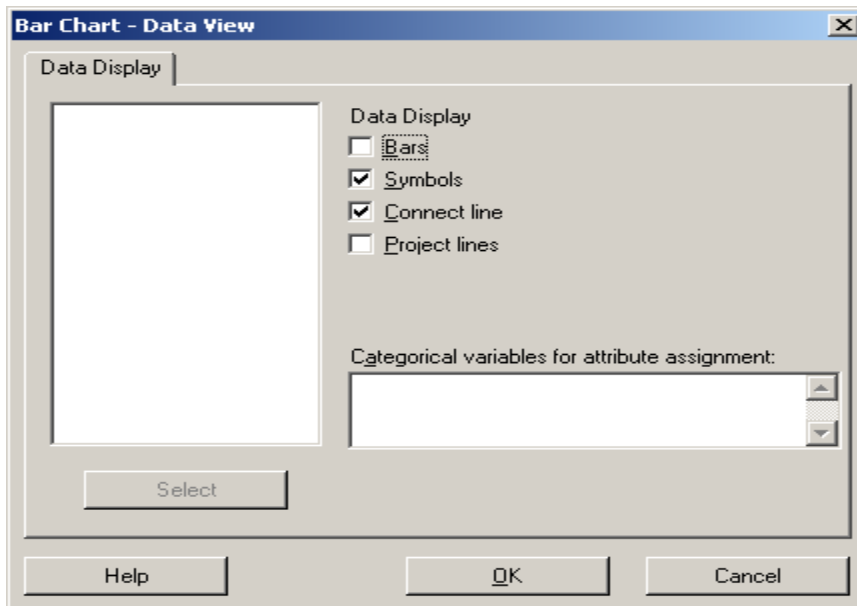 Bar Chart - Data View
Data Display
Data Display
Bars
Symbols
Connect line
Project lines
Categorical variables for attribute assignment:
Select
Help
OK
Cancel